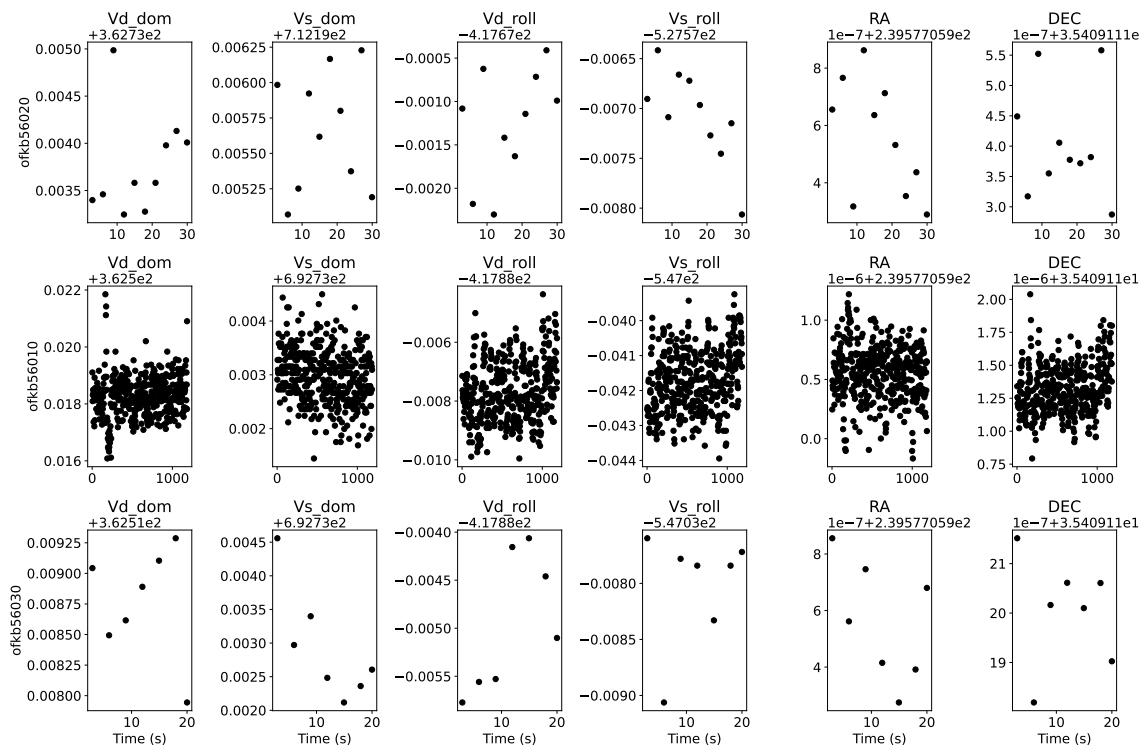 Vd_dom Vs_dom Vd_roll Vs_roll RA DEC
+3.6273e2 +7.1219e2 −4.1767e2 −5.2757e2 1e−7+2.39577059e2 1e−7+3.5409111e1
ofkb56020
0.0050 0.0045 0.0040 0.0035
0.00625 0.00600 0.00575 0.00550 0.00525
−0.0005 −0.0010 −0.0015 −0.0020
−0.0065 −0.0070 −0.0075 −0.0080
8 6 4
5.5 5.0 4.5 4.0 3.5 3.0
10 20 30 10 20 30 10 20 30 10 20 30 10 20 30 10 20 30
Vd_dom Vs_dom Vd_roll Vs_roll RA DEC
+3.625e2 +6.9273e2 −4.1788e2 −5.47e2 1e−6+2.39577059e2 1e−6+3.540911e1
ofkb56010
0.022 0.020 0.018 0.016
0.004 0.003 0.002
−0.006 −0.008 −0.010
−0.040 −0.041 −0.042 −0.043 −0.044
1.0 0.5 0.0
2.00 1.75 1.50 1.25 1.00 0.75
0 1000 0 1000 0 1000 0 1000 0 1000 0 1000
Vd_dom Vs_dom Vd_roll Vs_roll RA DEC
+3.6251e2 +6.9273e2 −4.1788e2 −5.4703e2 1e−7+2.39577059e2 1e−7+3.540911e1
ofkb56030
0.00925 0.00900 0.00875 0.00850 0.00825 0.00800
0.0045 0.0040 0.0035 0.0030 0.0025 0.0020
−0.0040 −0.0045 −0.0050 −0.0055
−0.0080 −0.0085 −0.0090
8 6 4
21 20 19
10 20 10 20 10 20 10 20 10 20 10 20
Time (s) Time (s) Time (s) Time (s) Time (s) Time (s)